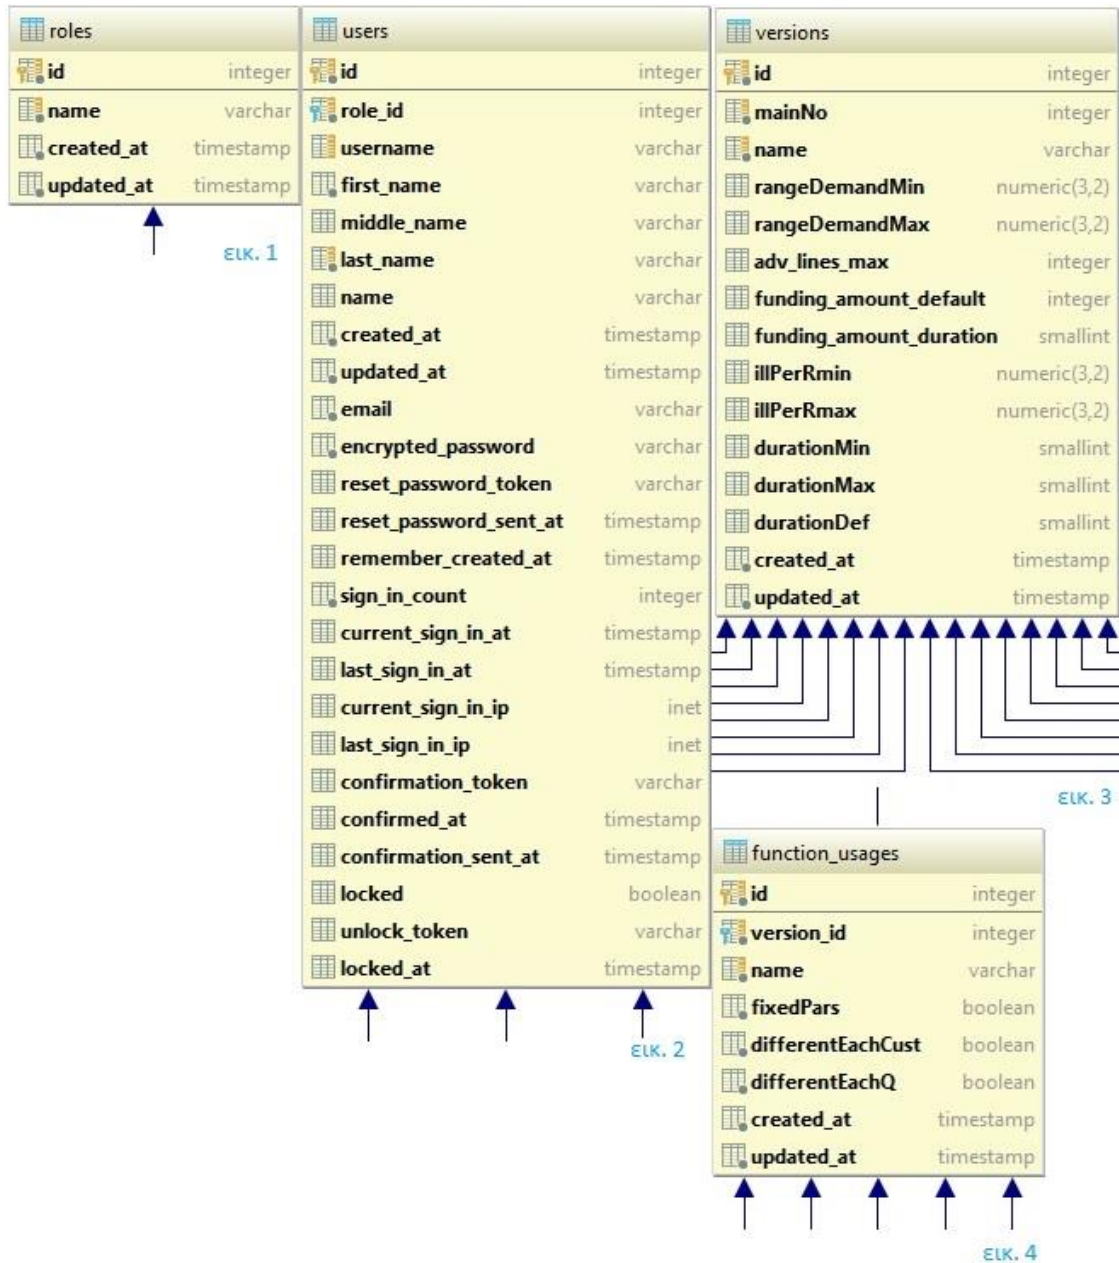 roles
id integer
name varchar
created_at timestamp
updated_at timestamp
εικ. 1
users
id integer
role_id integer
username varchar
first_name varchar
middle_name varchar
last_name varchar
name varchar
created_at timestamp
updated_at timestamp
email varchar
encrypted_password varchar
reset_password_token varchar
reset_password_sent_at timestamp
remember_created_at timestamp
sign_in_count integer
current_sign_in_at timestamp
last_sign_in_at timestamp
current_sign_in_ip inet
last_sign_in_ip inet
confirmation_token varchar
confirmed_at timestamp
confirmation_sent_at timestamp
locked boolean
unlock_token varchar
locked_at timestamp
εικ. 2
versions
id integer
mainNo integer
name varchar
rangeDemandMin numeric(3,2)
rangeDemandMax numeric(3,2)
adv_lines_max integer
funding_amount_default integer
funding_amount_duration smallint
illPerRmin numeric(3,2)
illPerRmax numeric(3,2)
durationMin smallint
durationMax smallint
durationDef smallint
created_at timestamp
updated_at timestamp
εικ. 3
function_usages
id integer
version_id integer
name varchar
fixedPars boolean
differentEachCust boolean
differentEachQ boolean
created_at timestamp
updated_at timestamp
εικ. 4